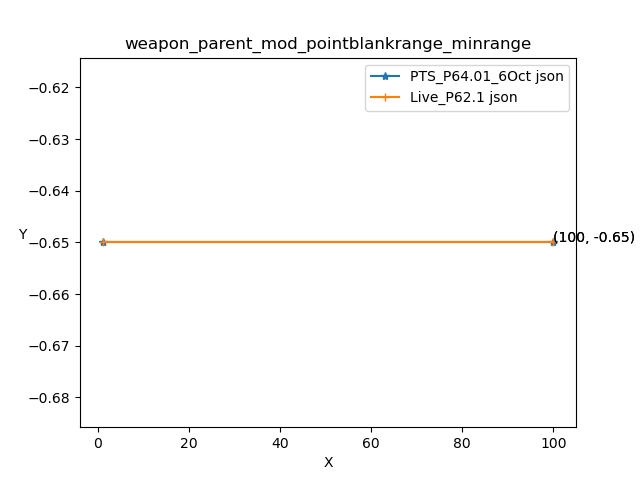 weapon_parent_mod_pointblankrange_minrange
PTS_P64.01_6Oct json
Live_P62.1 json
−0.62
−0.63
−0.64
Y
−0.65
(100, -0.65)
−0.66
−0.67
−0.68
0 20 40 60 80 100
X